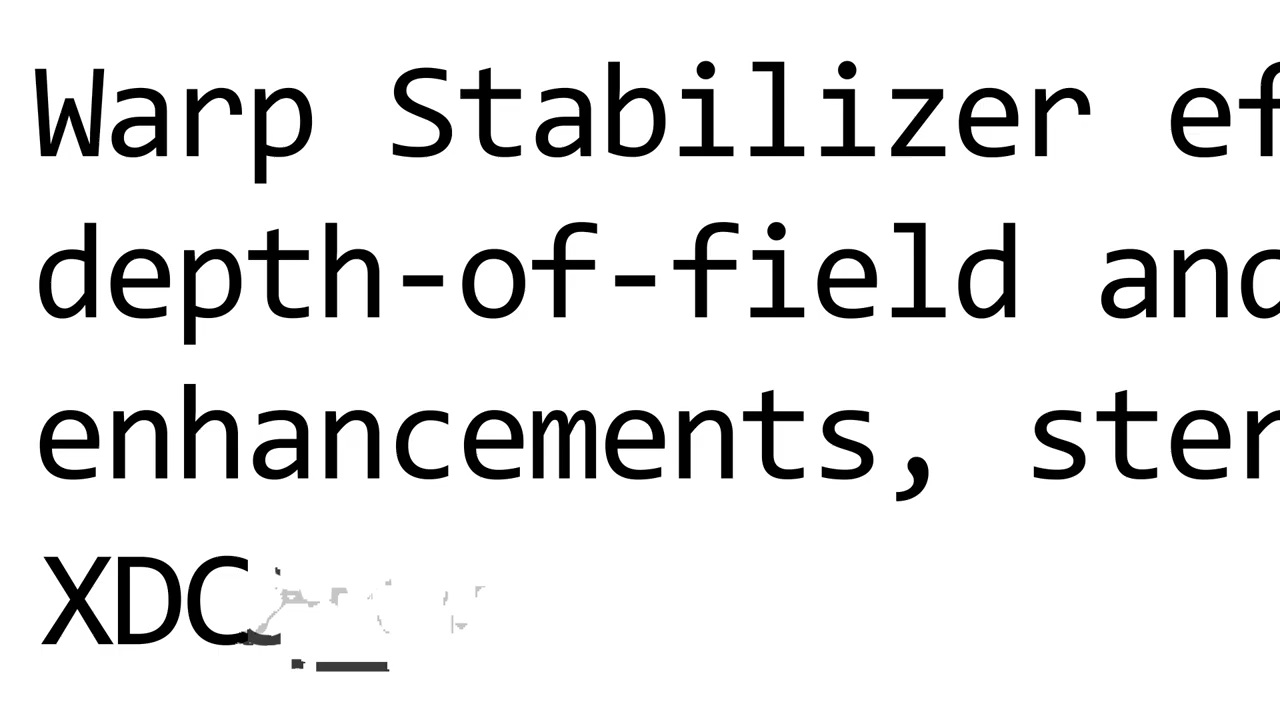 Warp Stabilizer ef
depth-of-field and
enhancements, ster
XDC